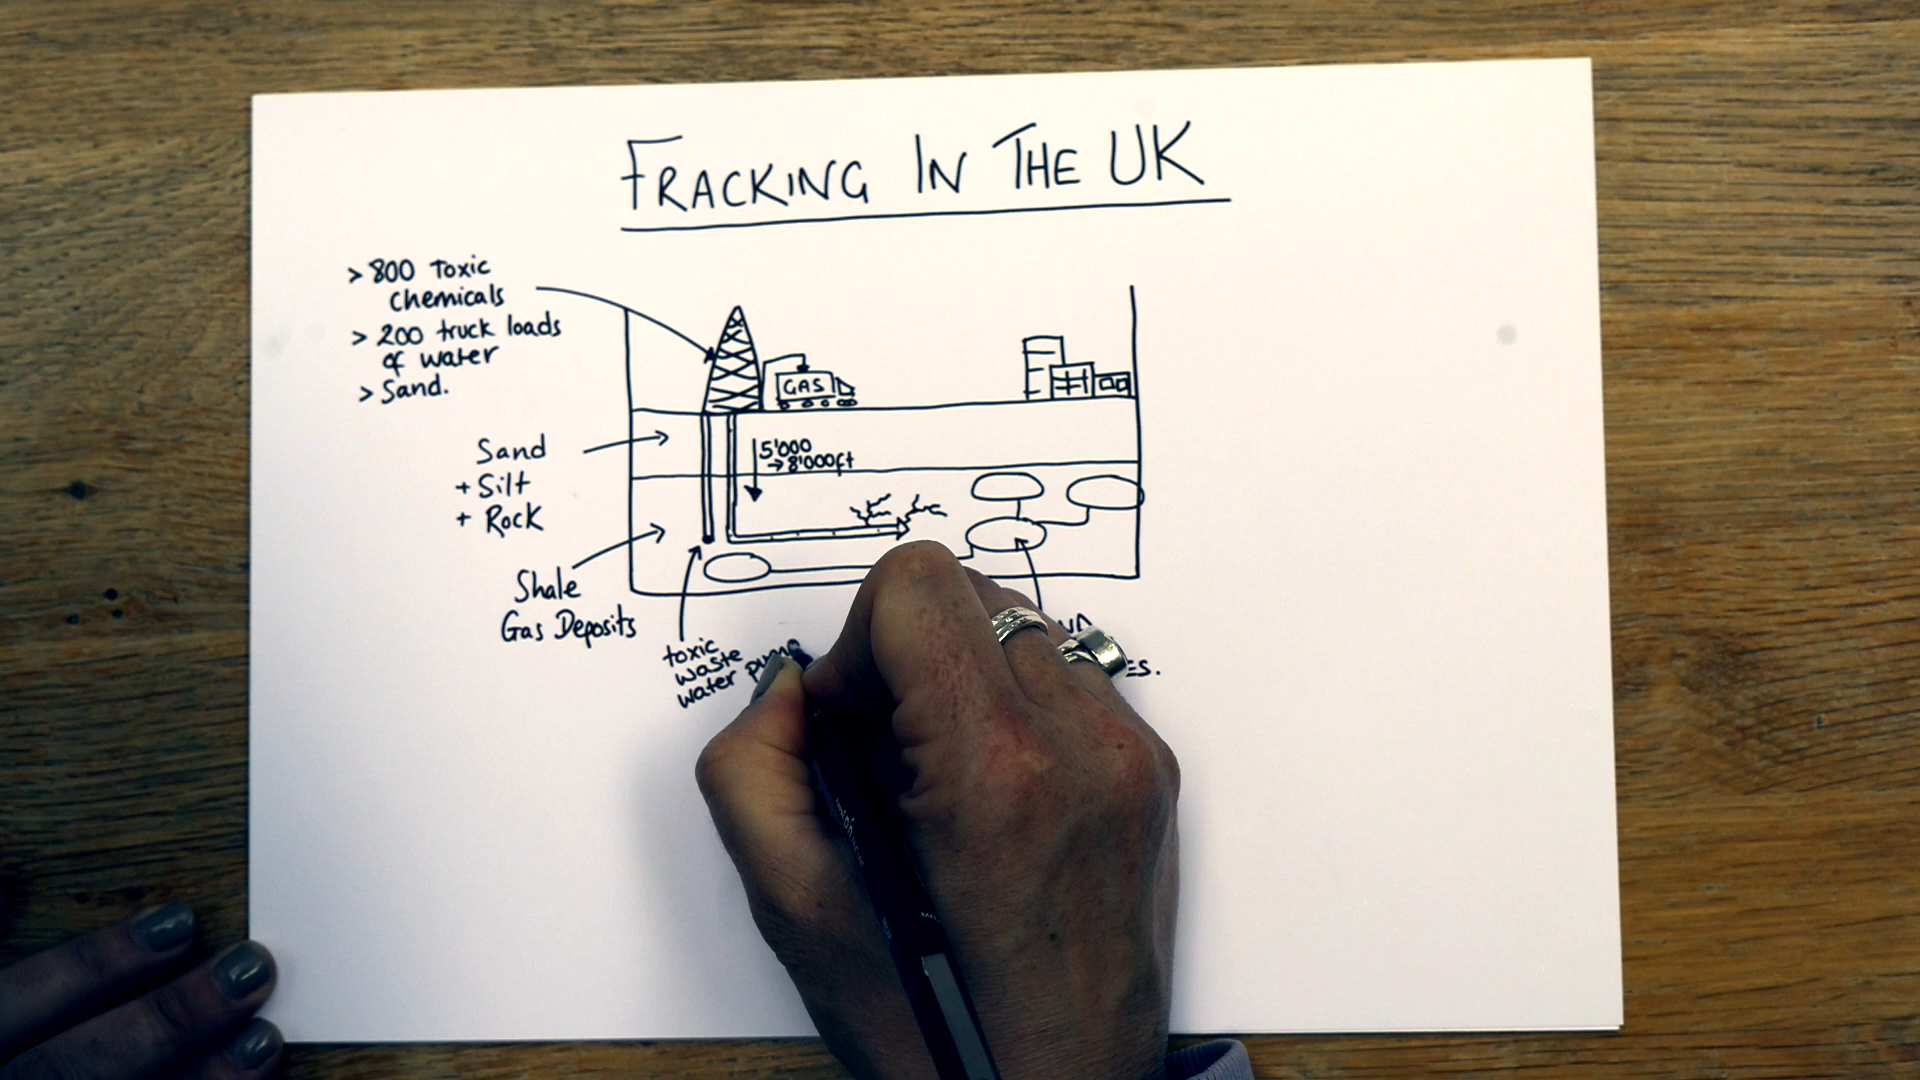 FRACKING IN THE UK
> 800 Toxic
Chemicals
> 200 truck loads
of water
> Sand.
GAS
Sand
+ Silt
+ Rock
5'000
→ 8'000ft
Shale
Gas Deposits
toxic
waste
water